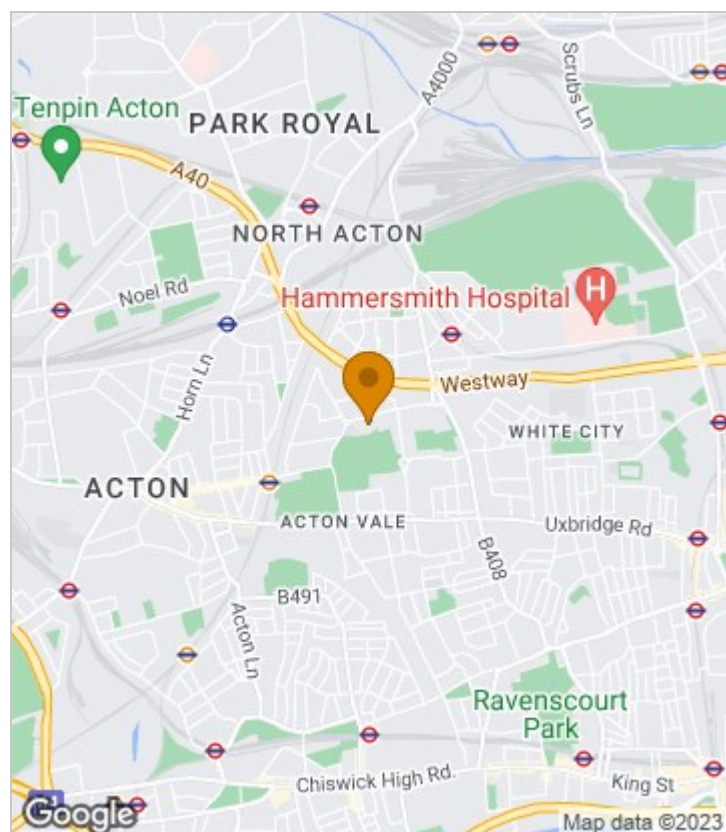 Tenpin Acton
PARK ROYAL
A4000
Scrubs Ln
A40
NORTH ACTON
Noel Rd
Hammersmith Hospital
H
Horn Ln
Westway
WHITE CITY
ACTON
ACTON VALE
Uxbridge Rd
B408
B491
Acton Ln
Ravenscourt
Park
Chiswick High Rd.
King St
Google
Map data ©2023